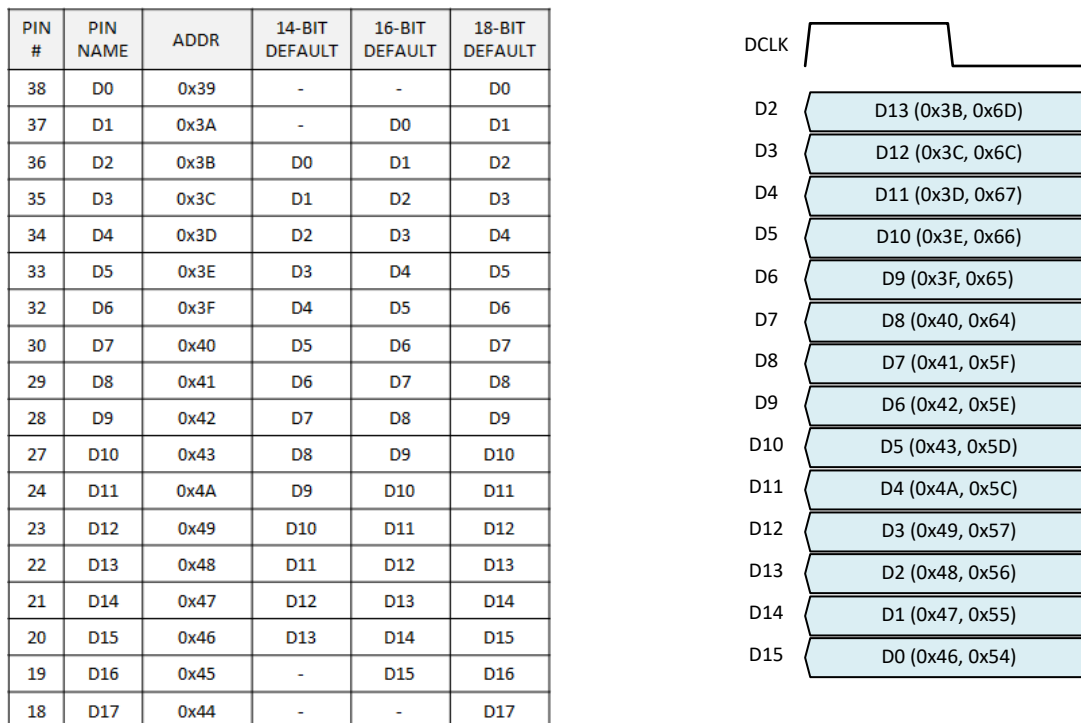 PIN # PIN NAME ADDR 14-BIT DEFAULT 16-BIT DEFAULT 18-BIT DEFAULT
38 D0 0x39 - - D0
37 D1 0x3A - D0 D1
36 D2 0x3B D0 D1 D2
35 D3 0x3C D1 D2 D3
34 D4 0x3D D2 D3 D4
33 D5 0x3E D3 D4 D5
32 D6 0x3F D4 D5 D6
30 D7 0x40 D5 D6 D7
29 D8 0x41 D6 D7 D8
28 D9 0x42 D7 D8 D9
27 D10 0x43 D8 D9 D10
24 D11 0x4A D9 D10 D11
23 D12 0x49 D10 D11 D12
22 D13 0x48 D11 D12 D13
21 D14 0x47 D12 D13 D14
20 D15 0x46 D13 D14 D15
19 D16 0x45 - D15 D16
18 D17 0x44 - - D17
DCLK
D2 D13 (0x3B, 0x6D)
D3 D12 (0x3C, 0x6C)
D4 D11 (0x3D, 0x67)
D5 D10 (0x3E, 0x66)
D6 D9 (0x3F, 0x65)
D7 D8 (0x40, 0x64)
D8 D7 (0x41, 0x5F)
D9 D6 (0x42, 0x5E)
D10 D5 (0x43, 0x5D)
D11 D4 (0x4A, 0x5C)
D12 D3 (0x49, 0x57)
D13 D2 (0x48, 0x56)
D14 D1 (0x47, 0x55)
D15 D0 (0x46, 0x54)